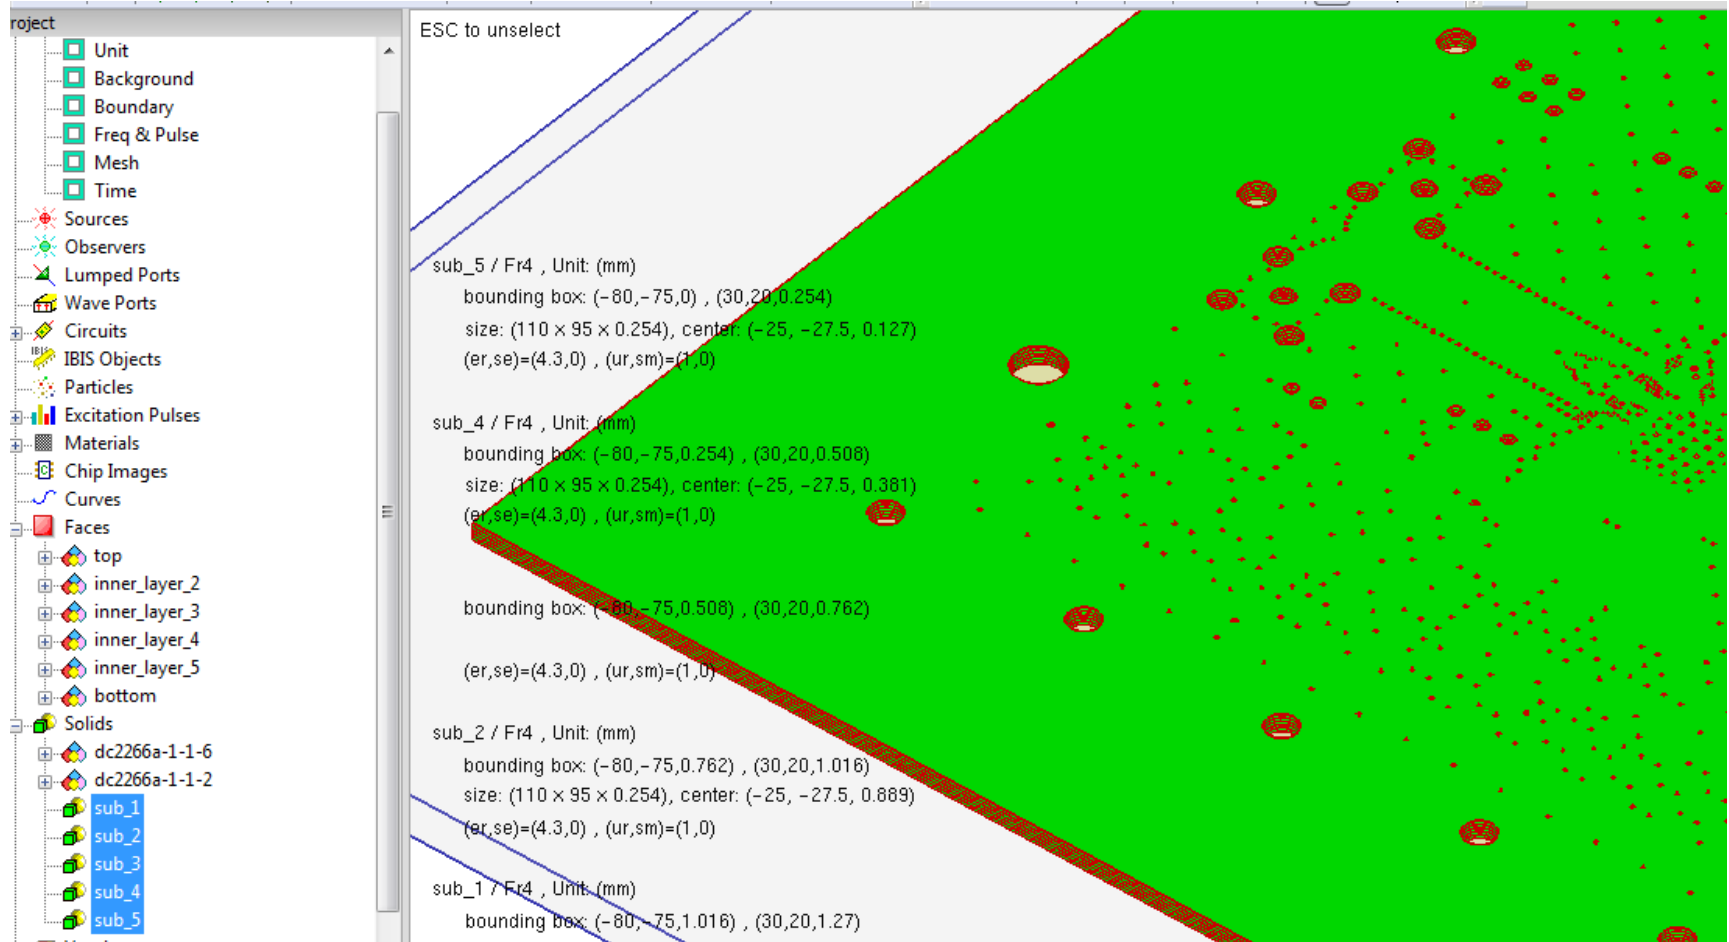 roject
Unit
Background
Boundary
Freq & Pulse
Mesh
Time
Sources
Observers
Lumped Ports
Wave Ports
Circuits
IBIS
IBIS Objects
Particles
Excitation Pulses
Materials
Chip Images
Curves
Faces
top
inner_layer_2
inner_layer_3
inner_layer_4
inner_layer_5
bottom
Solids
dc2266a-1-1-6
dc2266a-1-1-2
sub_1
sub_2
sub_3
sub_4
sub_5
ESC to unselect
sub_5 / Fr4 , Unit: (mm)
bounding box: (-80,-75,0) , (30,20,0.254)
size: (110 × 95 × 0.254), center: (-25, -27.5, 0.127)
(er,se)=(4.3,0) , (ur,sm)=(1,0)
sub_4 / Fr4 , Unit: (mm)
bounding box: (-80,-75,0.254) , (30,20,0.508)
size: (110 × 95 × 0.254), center: (-25, -27.5, 0.381)
(er,se)=(4.3,0) , (ur,sm)=(1,0)
bounding box: (-80,-75,0.508) , (30,20,0.762)
(er,se)=(4.3,0) , (ur,sm)=(1,0)
sub_2 / Fr4 , Unit: (mm)
bounding box: (-80,-75,0.762) , (30,20,1.016)
size: (110 × 95 × 0.254), center: (-25, -27.5, 0.889)
(er,se)=(4.3,0) , (ur,sm)=(1,0)
sub_1 / Fr4 , Unit: (mm)
bounding box: (-80,-75,1.016) , (30,20,1.27)